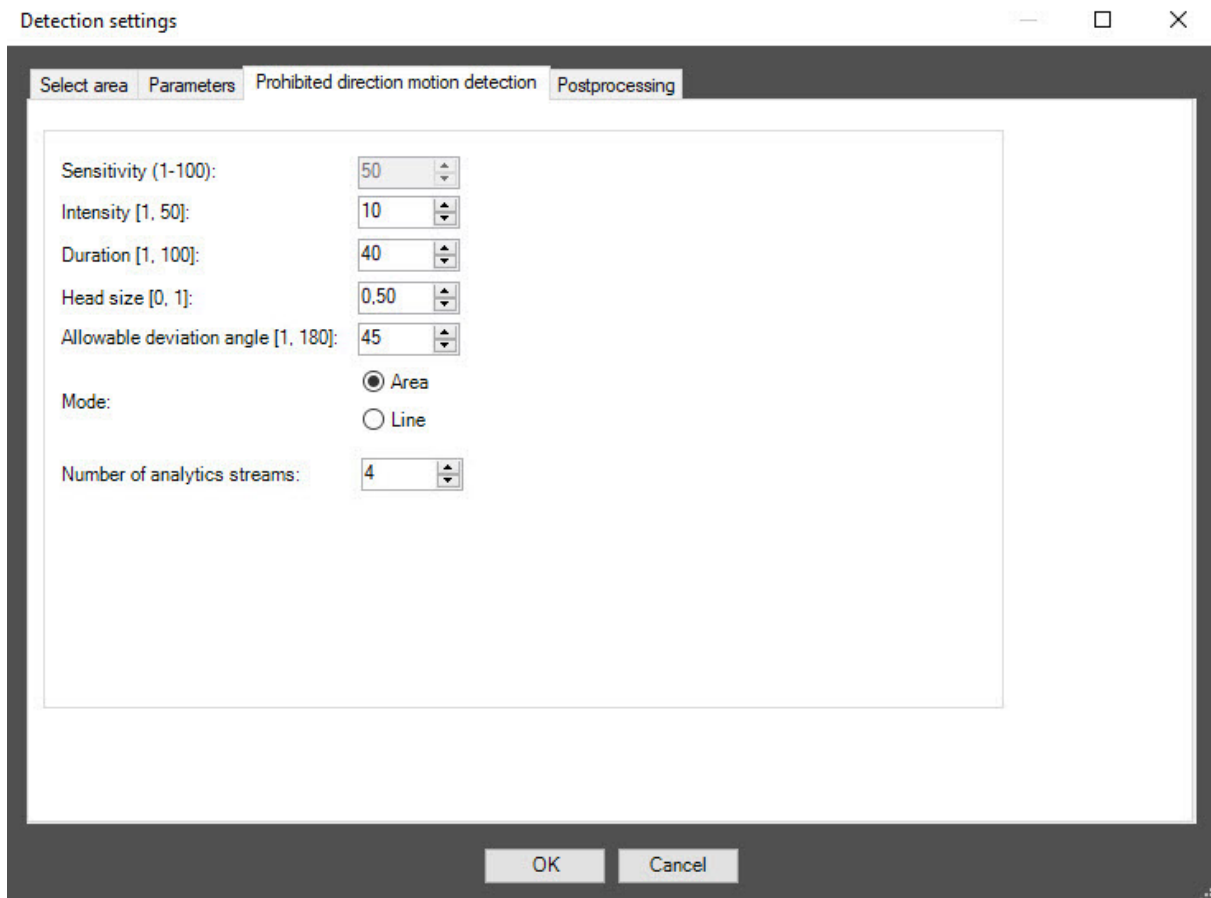 Detection settings
Select area Parameters Prohibited direction motion detection Postprocessing
Sensitivity (1-100): 50
Intensity [1, 50]: 10
Duration [1, 100]: 40
Head size [0, 1]: 0,50
Allowable deviation angle [1, 180]: 45
Area
Mode:
Line
Number of analytics streams: 4
OK Cancel